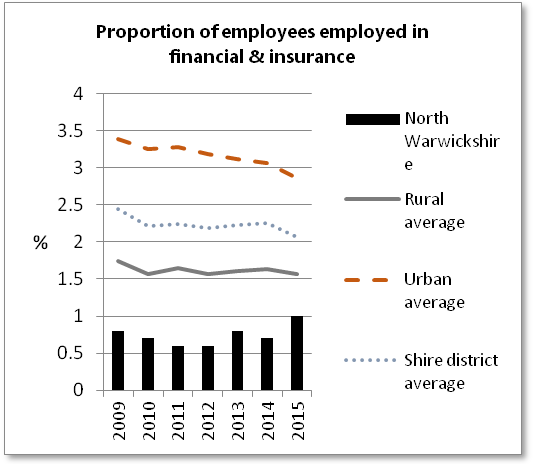 Proportion of employees employed in
financial & insurance
4
3.5
3
2.5
2
1.5
1
0.5
0
%
2009
2010
2011
2012
2013
2014
2015
North
Warwickshir
e
Rural
average
Urban
average
Shire district
average